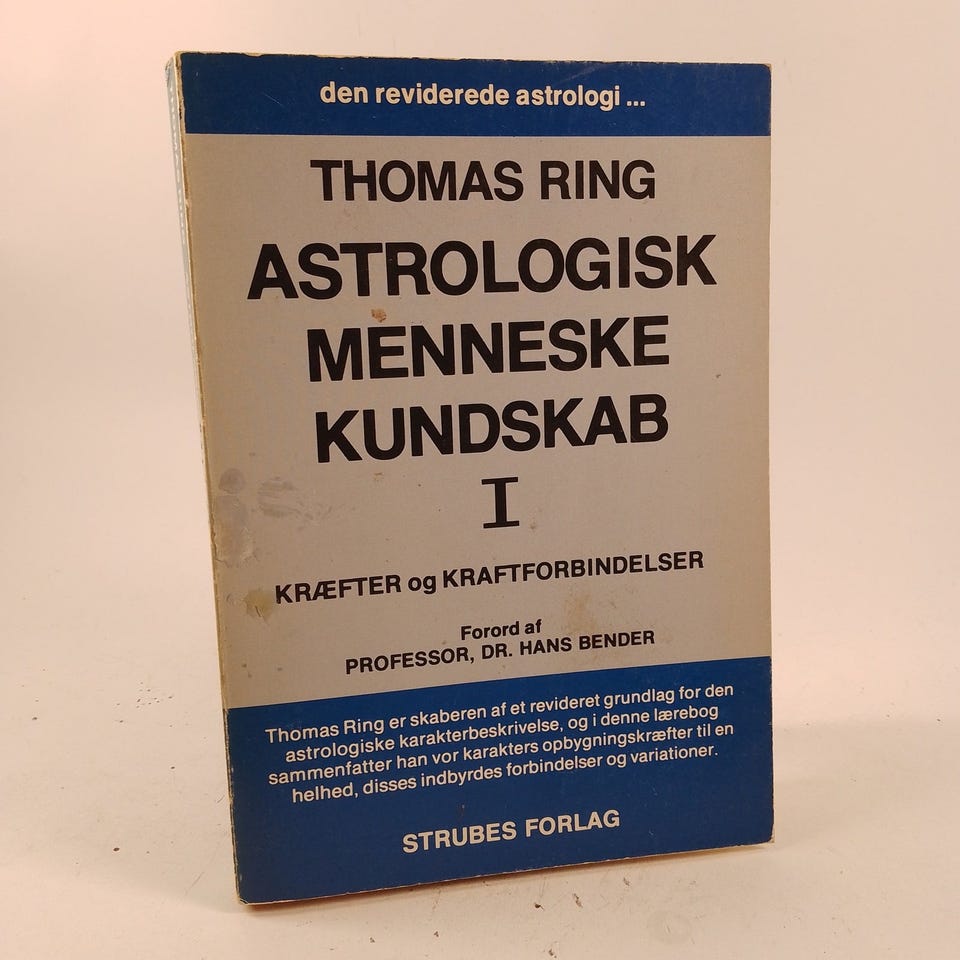 den reviderede astrologi ...
THOMAS RING
ASTROLOGISK
MENNESKE
KUNDSKAB
I
KRÆFTER og KRAFTFORBINDELSER
Forord af
PROFESSOR, DR. HANS BENDER
Thomas Ring er skaberen af et revideret grundlag for den
astrologiske karakterbeskrivelse, og i denne lærebog
sammenfatter han vor karakters opbygningskræfter til en
helhed, disses indbyrdes forbindelser og variationer.
STRUBES FORLAG